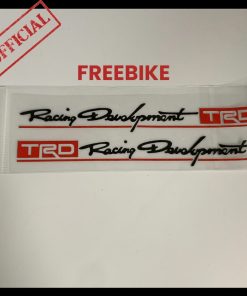 OFFICIAL
FREEBIKE
Racing Development TRD
TRD Racing Development